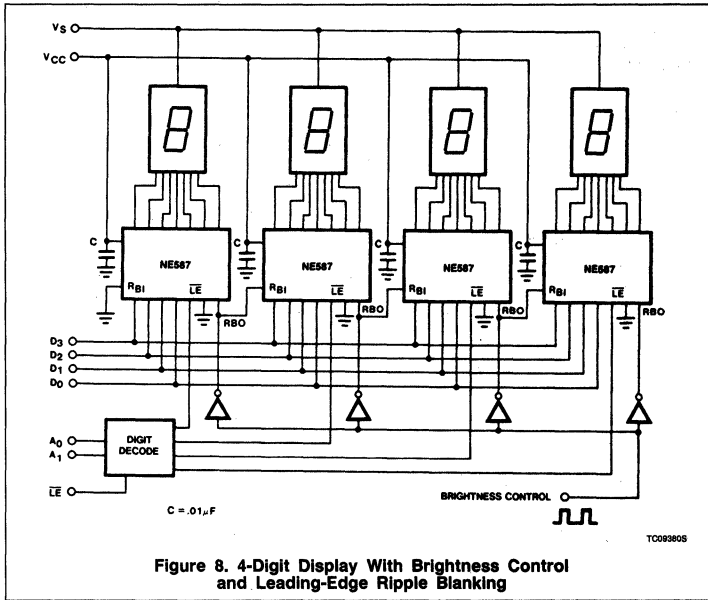 VS
VCC
C
NE587
RBI
LE
RBO
C
NE587
RBI
LE
RBO
C
NE587
RBI
LE
RBO
C
NE587
RBI
RBO
D3
D2
D1
D0
A0
A1
LE
DIGIT
DECODE
C = .01μF
BRIGHTNESS CONTROL
TC09380S
Figure 8. 4-Digit Display With Brightness Control
and Leading-Edge Ripple Blanking